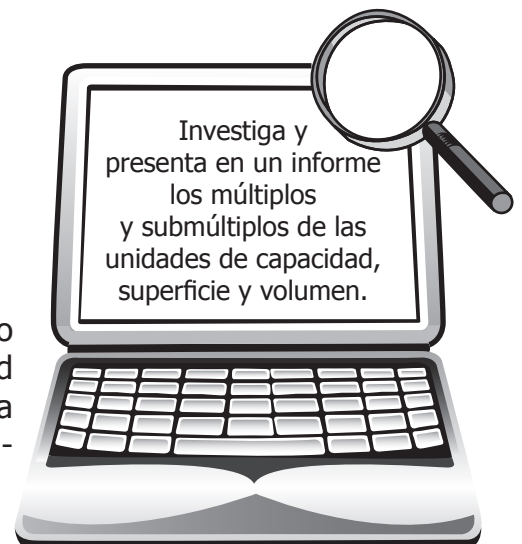 Investiga y
presenta en un informe
los múltiplos
y submúltiplos de las
unidades de capacidad,
superficie y volumen.
o
d
a
-